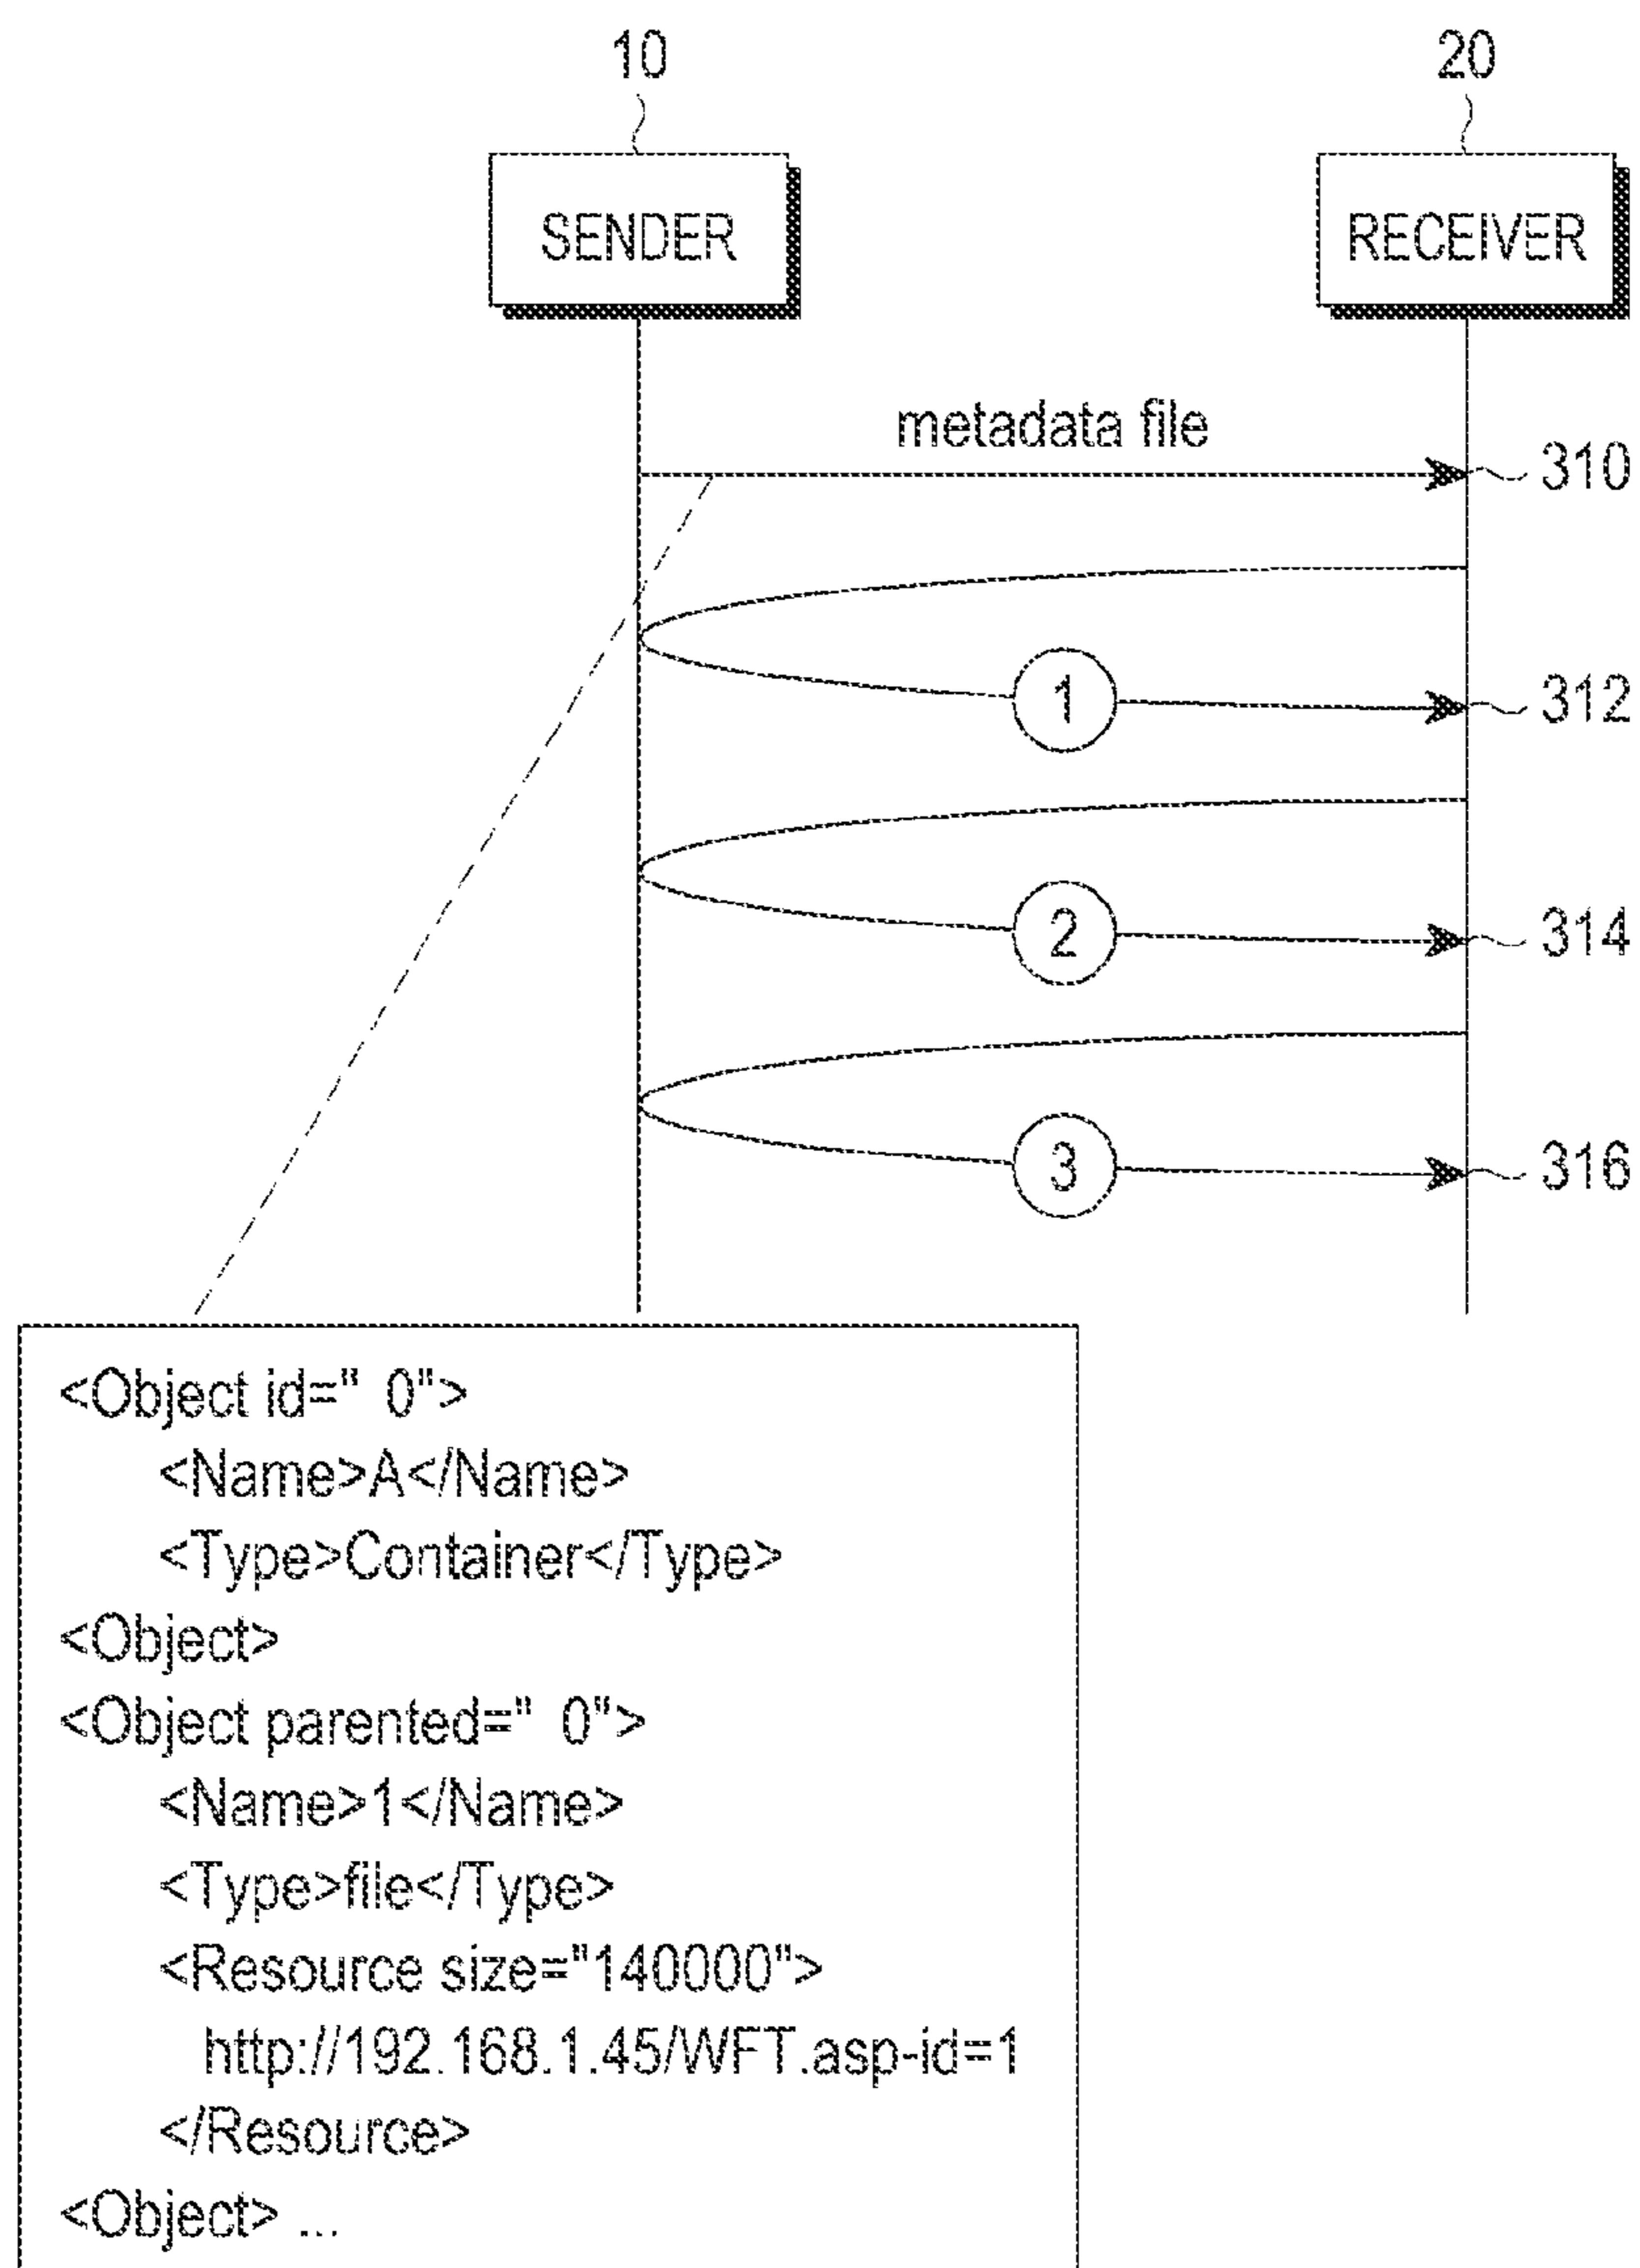 10
20
SENDER
RECEIVER
metadata file
310
1
312
2
314
3
316
<Object id=" 0">
<Name>A</Name>
<Type>Container</Type>
<Object>
<Object parented=" 0">
<Name>1</Name>
<Type>file</Type>
<Resource size="140000">
http://192.168.1.45/WFT.asp-id=1
</Resource>
<Object> ...